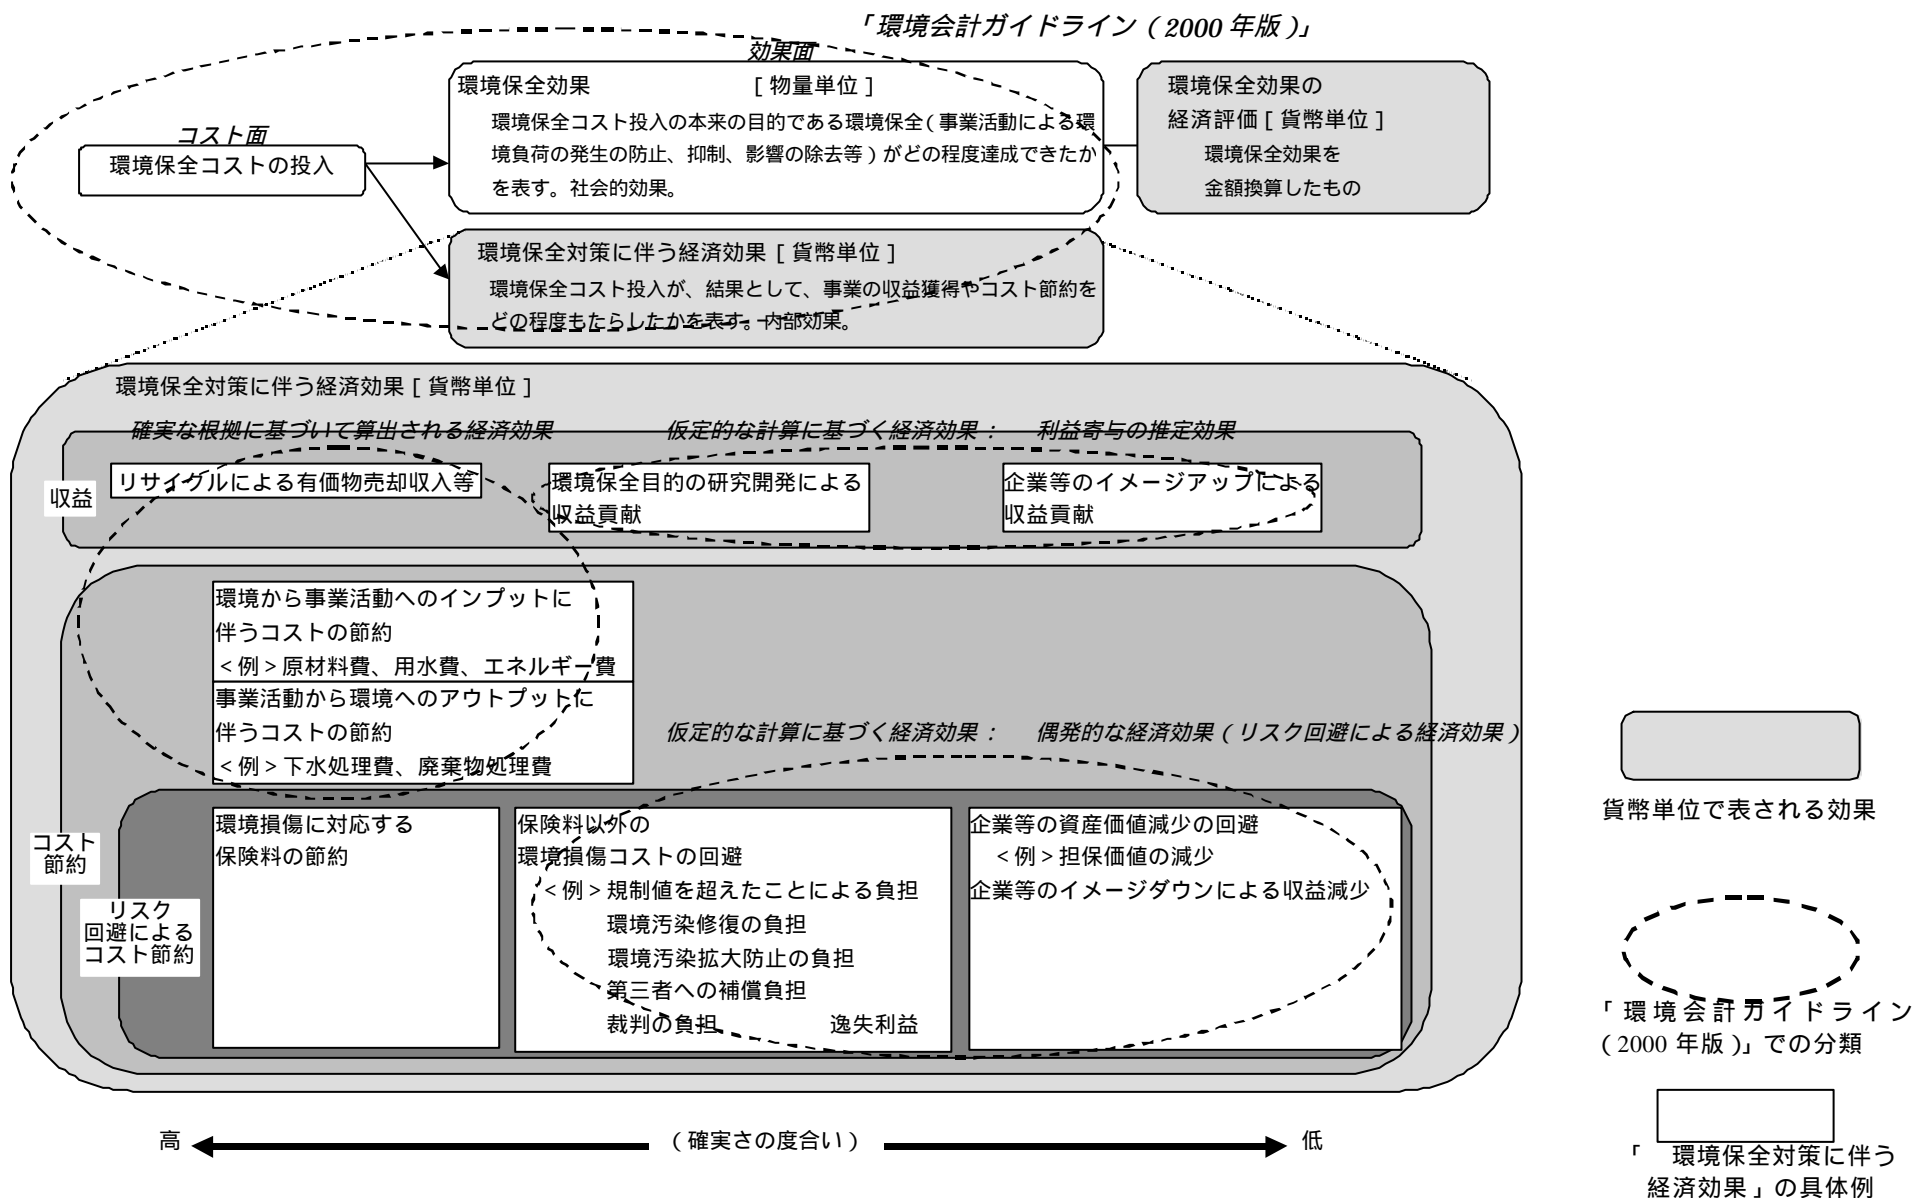 「環境会計ガイドライン（2000 年版）」
効果面
環境保全効果 ［物量単位］
環境保全コスト投入の本来の目的である環境保全（事業活動による環
境負荷の発生の防止、抑制、影響の除去等）がどの程度達成できたか
を表す。社会的効果。
環境保全効果の
経済評価［貨幣単位］
環境保全効果を
金額換算したもの
コスト面
環境保全コストの投入
環境保全対策に伴う経済効果［貨幣単位］
環境保全コスト投入が、結果として、事業の収益獲得やコスト節約を
どの程度もたらしたかを表す。内部効果。
環境保全対策に伴う経済効果［貨幣単位］
確実な根拠に基づいて算出される経済効果
仮定的な計算に基づく経済効果： 利益寄与の推定効果
収益
リサイクルによる有価物売却収入等
環境保全目的の研究開発による
収益貢献
企業等のイメージアップによる
収益貢献
環境から事業活動へのインプットに
伴うコストの節約
＜例＞原材料費、用水費、エネルギー費
事業活動から環境へのアウトプットに
伴うコストの節約
＜例＞下水処理費、廃棄物処理費
仮定的な計算に基づく経済効果： 偶発的な経済効果（リスク回避による経済効果）
コスト
節約
リスク
回避による
コスト節約
環境損傷に対応する
保険料の節約
保険料以外の
環境損傷コストの回避
＜例＞規制値を超えたことによる負担
環境汚染修復の負担
環境汚染拡大防止の負担
第三者への補償負担
裁判の負担 逸失利益
企業等の資産価値減少の回避
＜例＞担保価値の減少
企業等のイメージダウンによる収益減少
高 （確実さの度合い） 低
貨幣単位で表される効果
「環境会計ガイドライン
（2000 年版）」での分類
「 環境保全対策に伴う
経済効果」の具体例